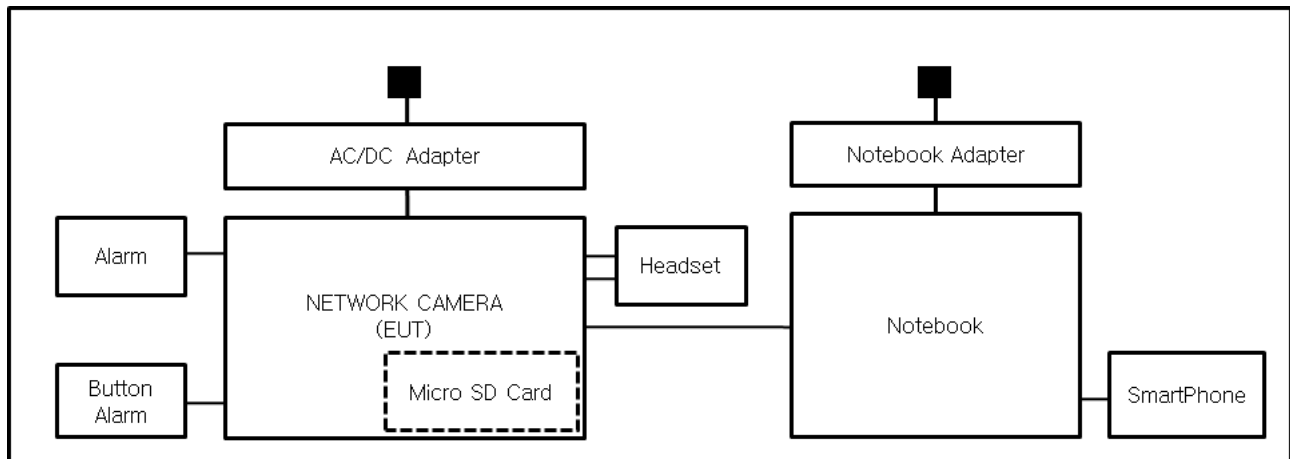 AC/DC Adapter
Notebook Adapter
Alarm
Headset
NETWORK CAMERA
(EUT)
Notebook
Button
Alarm
Micro SD Card
SmartPhone